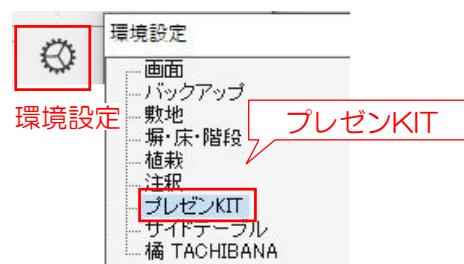 環境設定
環境設定
画面
バックアップ
敷地
塀・床・階段
植栽
注釈
プレゼンKIT
サイドテーブル
橘 TACHIBANA
プレゼンKIT